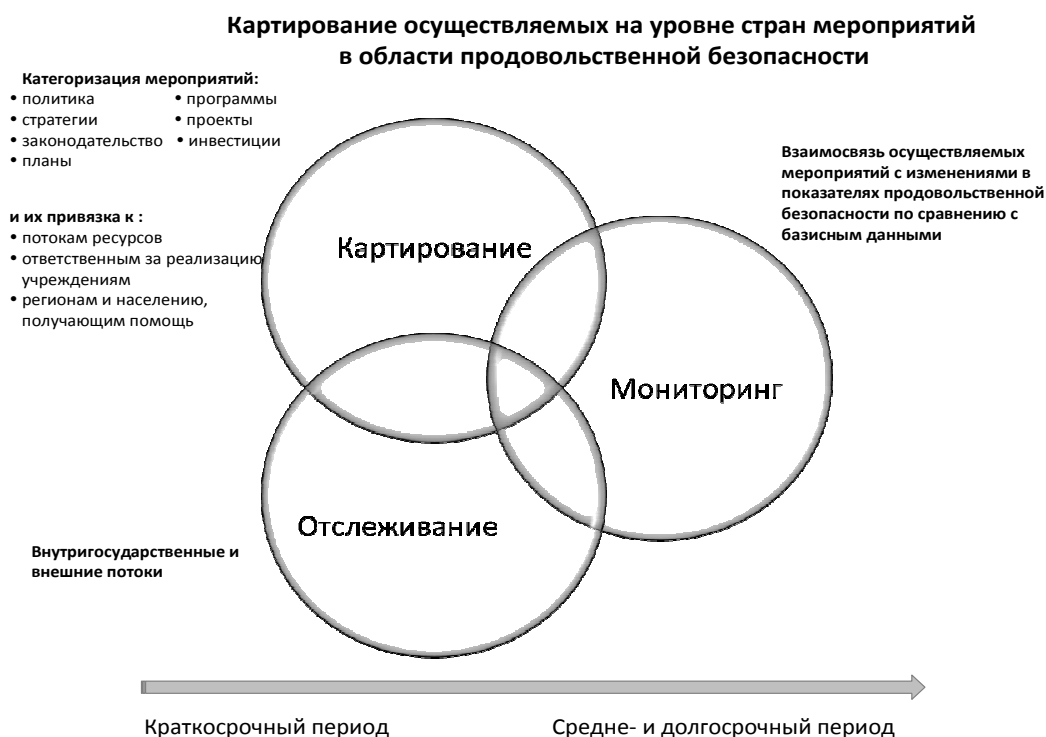 Картирование осуществляемых на уровне стран мероприятий
в области продовольственной безопасности
Категоризация мероприятий:
• политика • программы
• стратегии • проекты
• законодательство • инвестиции
• планы
и их привязка к :
• потокам ресурсов
• ответственным за реализацию
учреждениям
• регионам и населению,
получающим помощь
Картирование
Взаимосвязь осуществляемых
мероприятий с изменениями в
показателях продовольственной
безопасности по сравнению с
базисным данными
Мониторинг
Отслеживание
Внутригосударственные и
внешние потоки
Краткосрочный период
Средне- и долгосрочный период